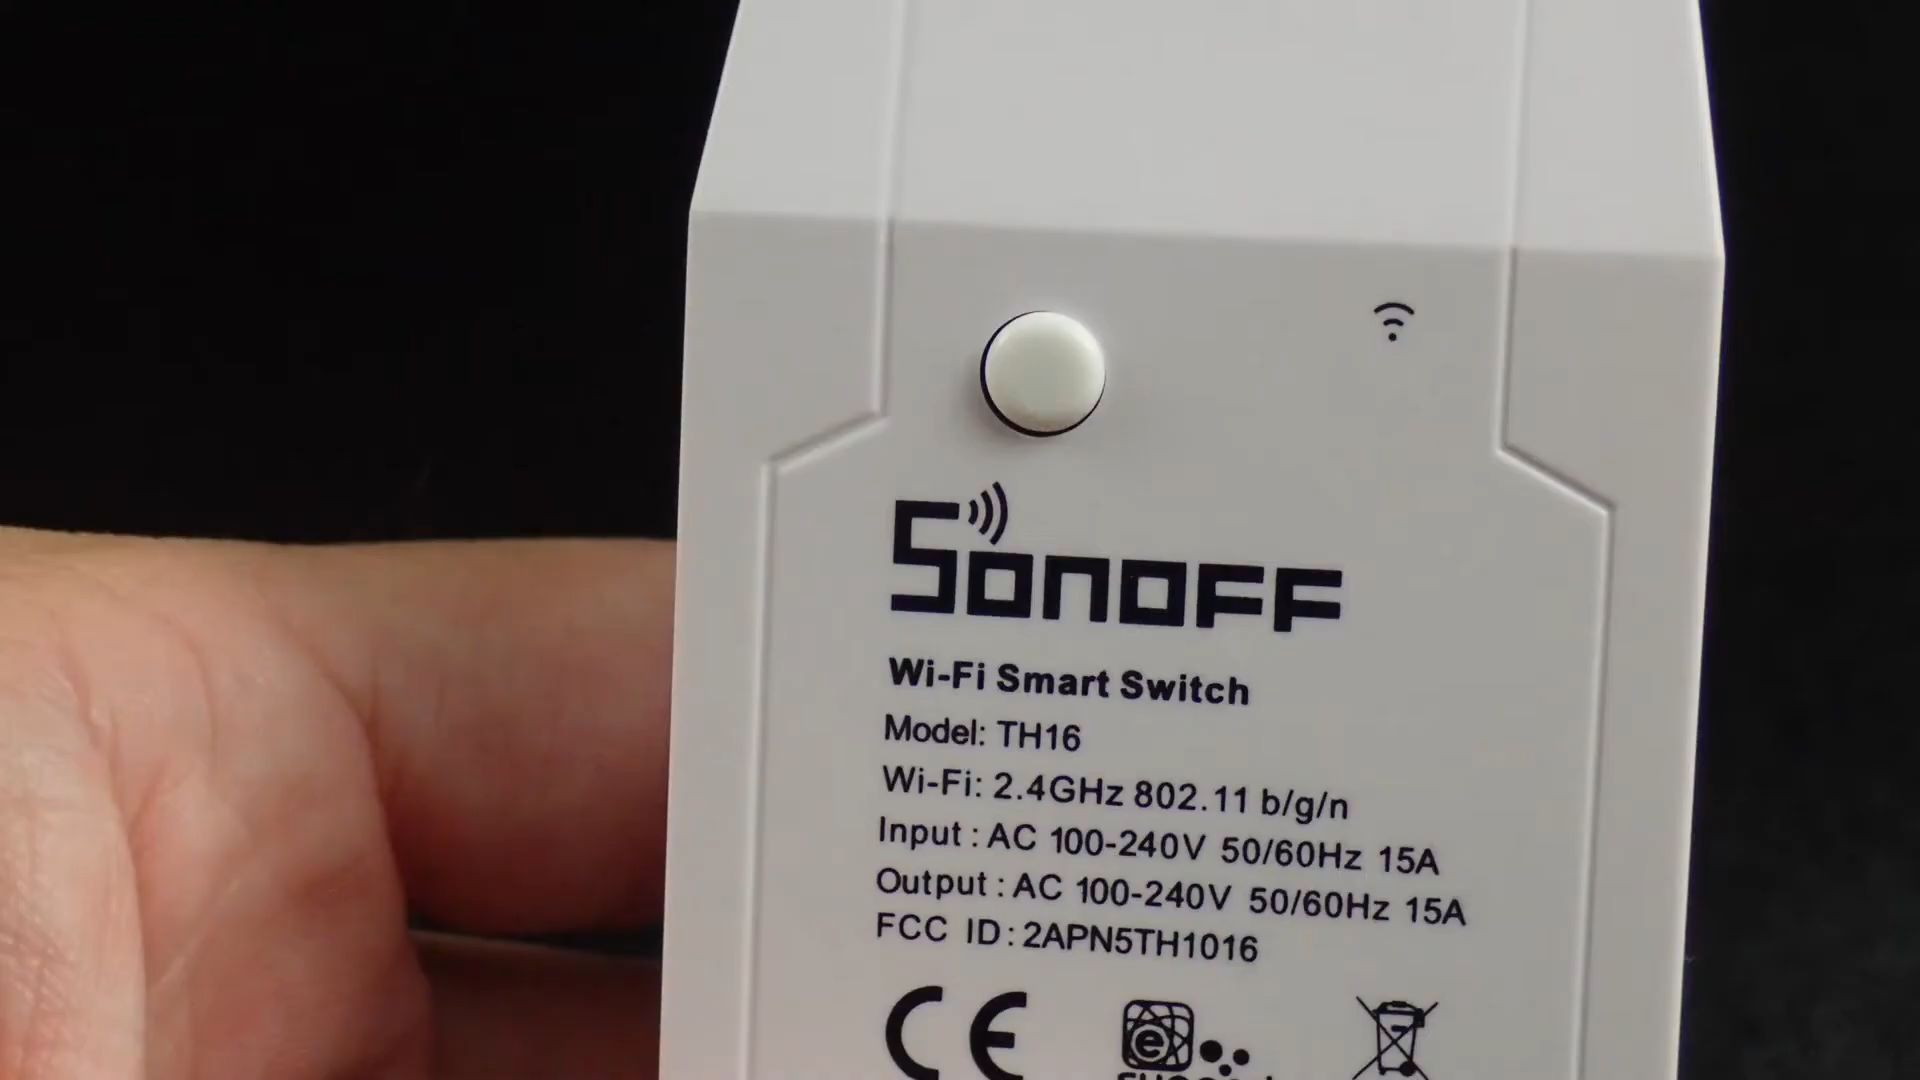 SONOFF
Wi-Fi Smart Switch
Model: TH16
Wi-Fi: 2.4GHz 802.11 b/g/n
Input : AC 100-240V 50/60Hz 15A
Output : AC 100-240V 50/60Hz 15A
FCC ID : 2APN5TH1016
CE